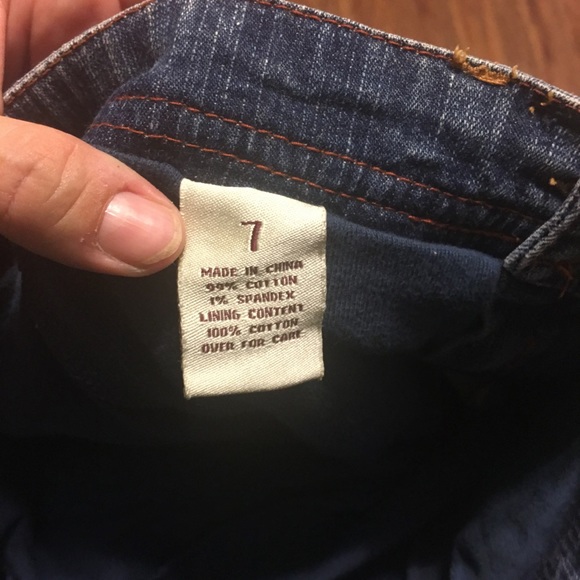 7
MADE IN CHINA
99% COTTON
1% SPANDEX
LINING CONTENT
100% COTTON
OVER FOR CARE